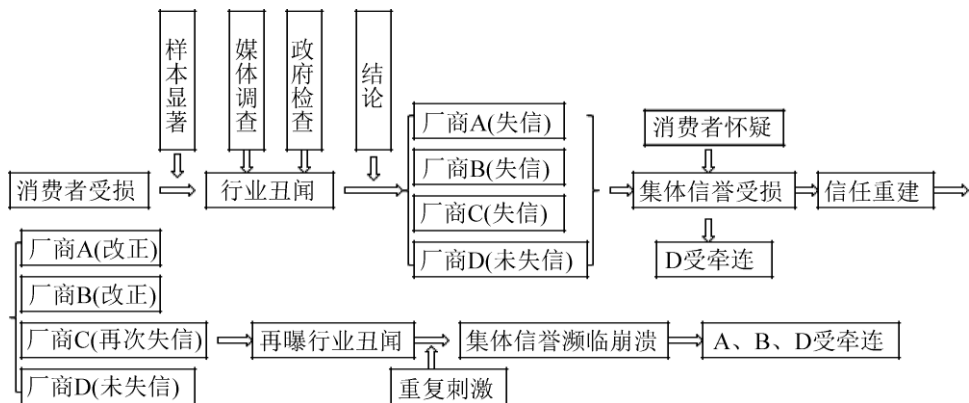 样本显著
媒体调查
政府检查
结论
消费者受损
行业丑闻
厂商A(失信)
厂商B(失信)
厂商C(失信)
厂商D(未失信)
消费者怀疑
集体信誉受损
信任重建
D受牵连
厂商A(改正)
厂商B(改正)
厂商C(再次失信)
厂商D(未失信)
再曝行业丑闻
重复刺激
集体信誉濒临崩溃
A、B、D受牵连